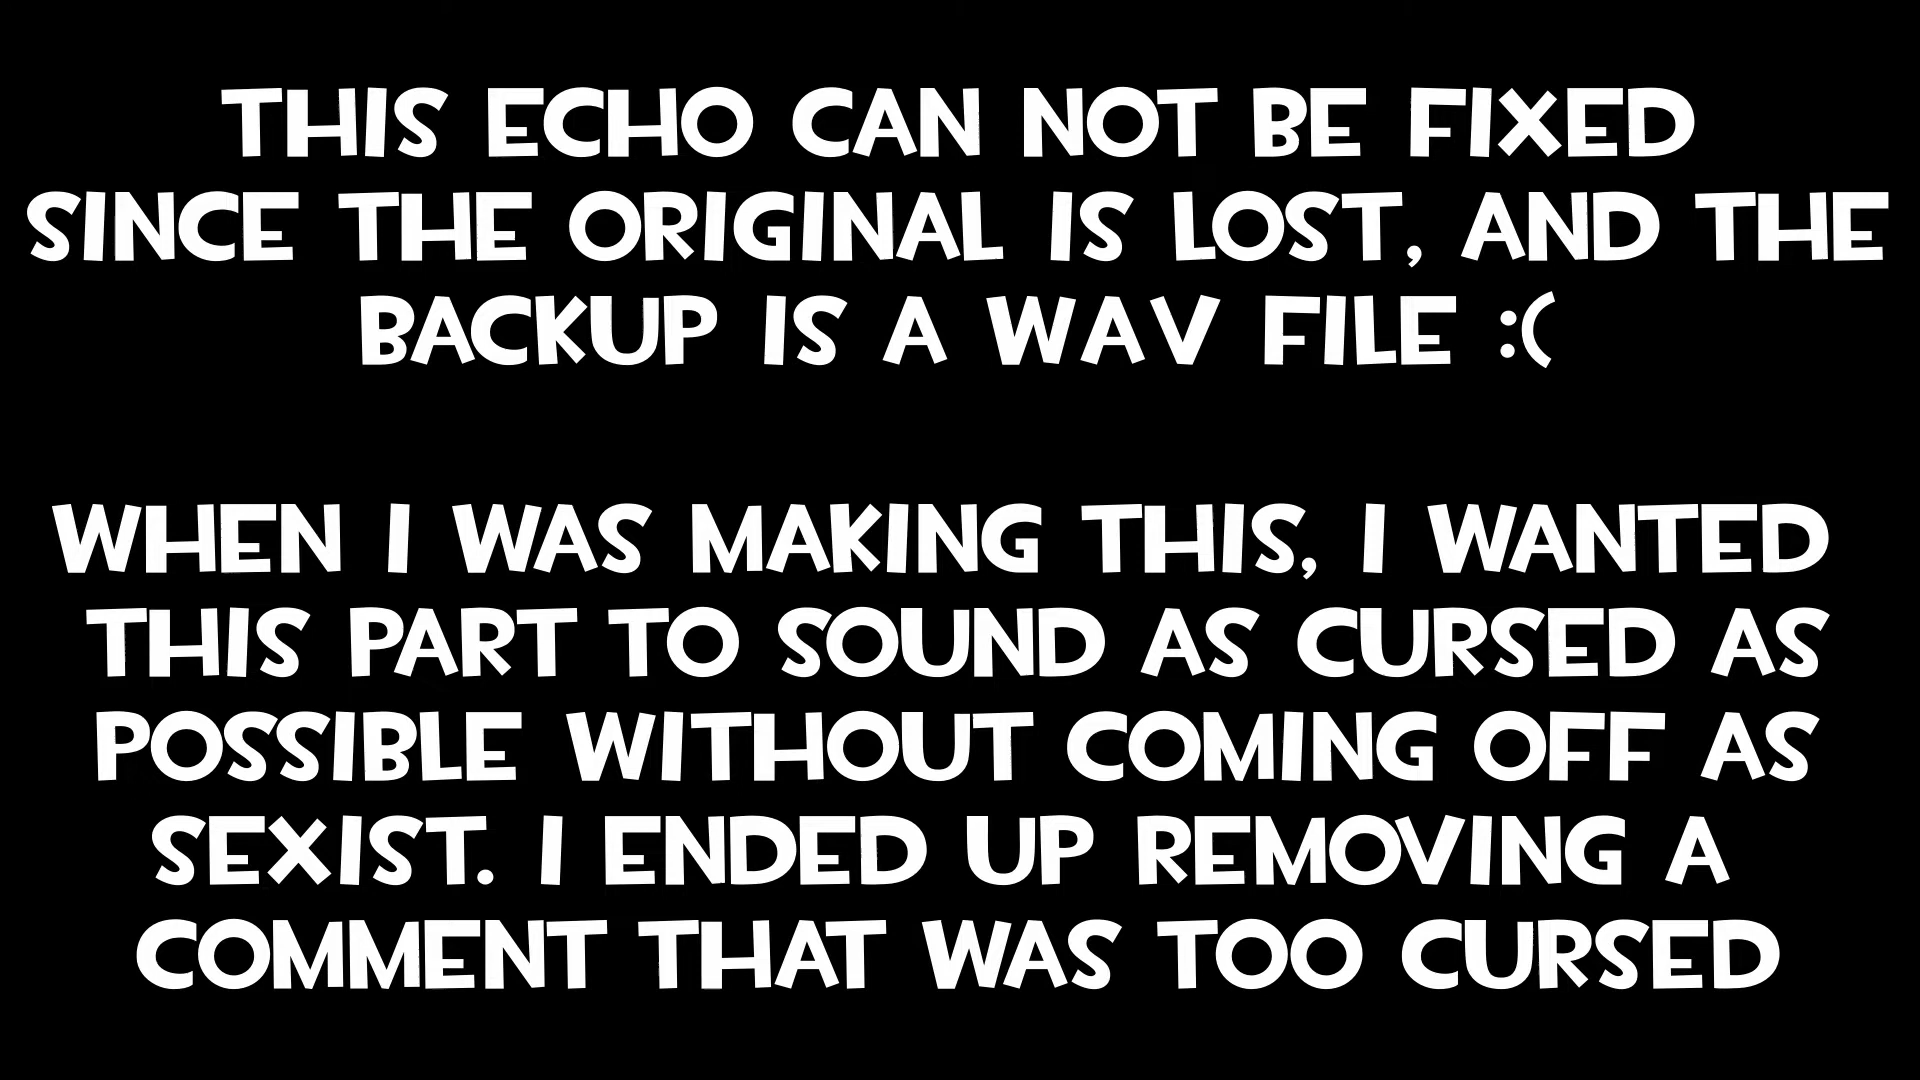 THIS ECHO CAN NOT BE FIXED
SINCE THE ORIGINAL IS LOST, AND THE
BACKUP IS A WAV FILE :(
WHEN I WAS MAKING THIS, I WANTED
THIS PART TO SOUND AS CURSED AS
POSSIBLE WITHOUT COMING OFF AS
SEXIST. I ENDED UP REMOVING A
COMMENT THAT WAS TOO CURSED